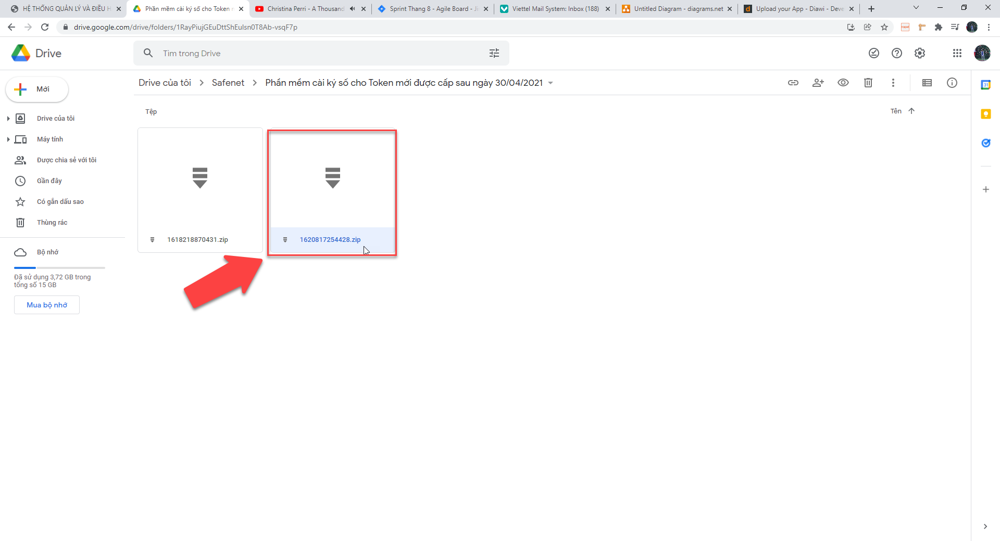 HỆ THỐNG QUẢN LÝ VÀ ĐIỀU H
Phần mềm cài ký số cho Token n
Christina Perri - A Thousand
Sprint Thang 8 - Agile Board - Ji
Viettel Mail System: Inbox (188)
Untitled Diagram - diagrams.net
Upload your App - Diawi - Deve
drive.google.com/drive/folders/1RayPiujGEuDttShEulsn0T8Ab-vsqF7p
Drive
Tìm trong Drive
Mới
Drive của tôi
Safenet
Phần mềm cài ký số cho Token mới được cấp sau ngày 30/04/2021
31
Tệp
Tên
Drive của tôi
Máy tính
Được chia sẻ với tôi
Gần đây
Có gắn dấu sao
Thùng rác
1618218870431.zip
1620817254428.zip
Bộ nhớ
Đã sử dụng 3,72 GB trong
tổng số 15 GB
Mua bộ nhớ